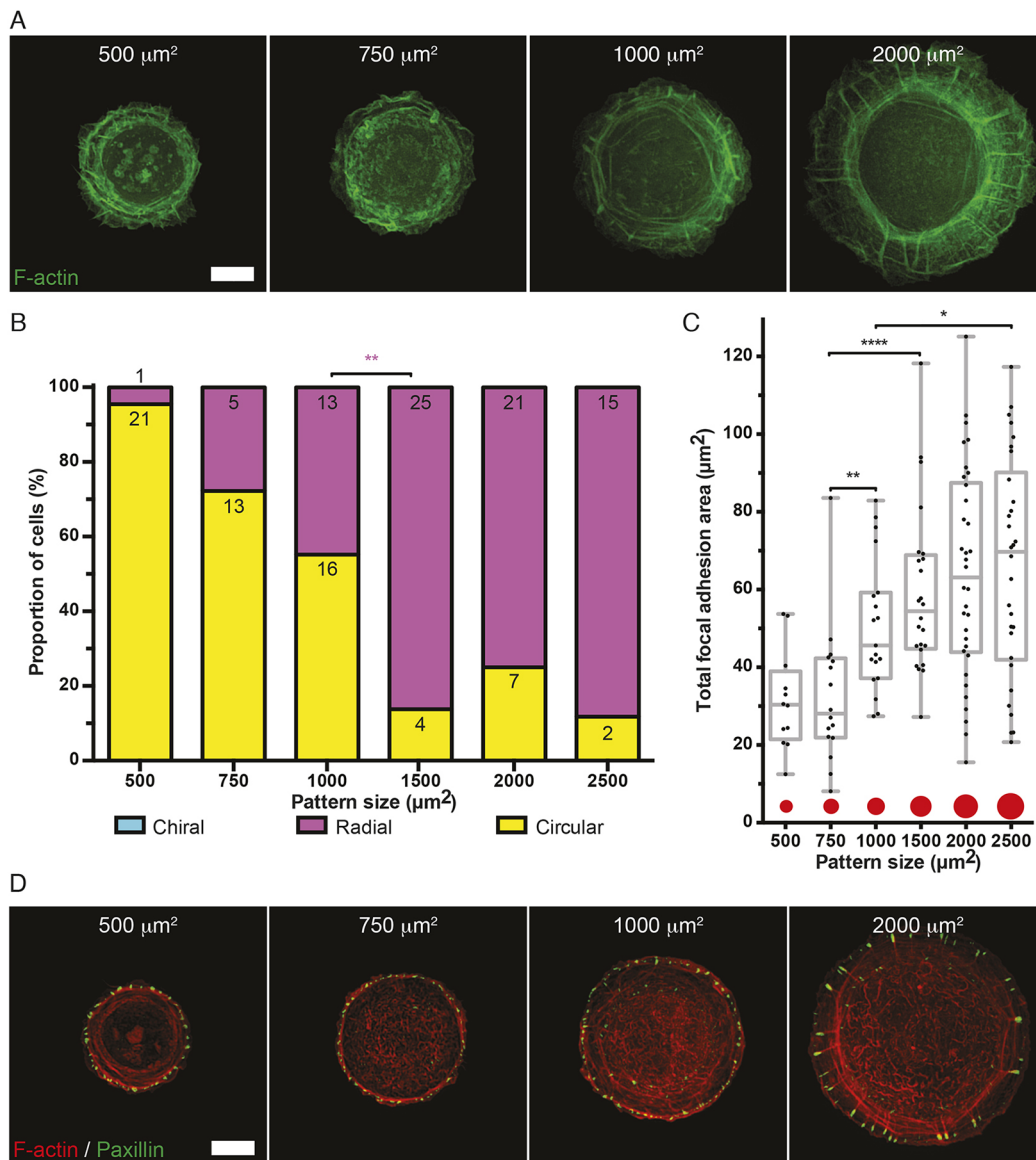 A
500 μm²
750 μm²
1000 μm²
2000 μm²
F-actin
B
**
100
80
60
40
20
0
Proportion of cells (%)
1
21
5
13
13
16
25
4
21
7
15
2
500
750
1000
1500
2000
2500
Pattern size (μm²)
Chiral
Radial
Circular
C
*
****
**
120
100
80
60
40
20
0
Total focal adhesion area (μm²)
500
750
1000
1500
2000
2500
Pattern size (μm²)
D
500 μm²
750 μm²
1000 μm²
2000 μm²
F-actin / Paxillin